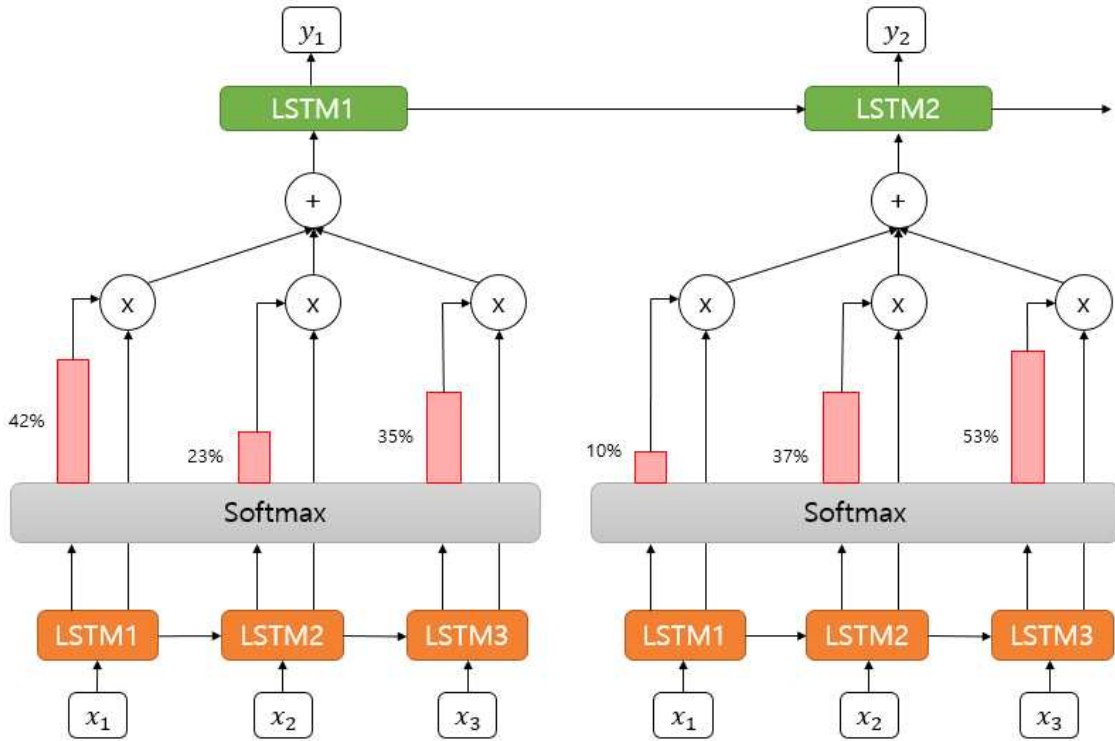 y₁ y₂
LSTM1 LSTM2
+ +
x x x x x x
42% 23% 35% 10% 37% 53%
Softmax Softmax
LSTM1 LSTM2 LSTM3 LSTM1 LSTM2 LSTM3
x₁ x₂ x₃ x₁ x₂ x₃